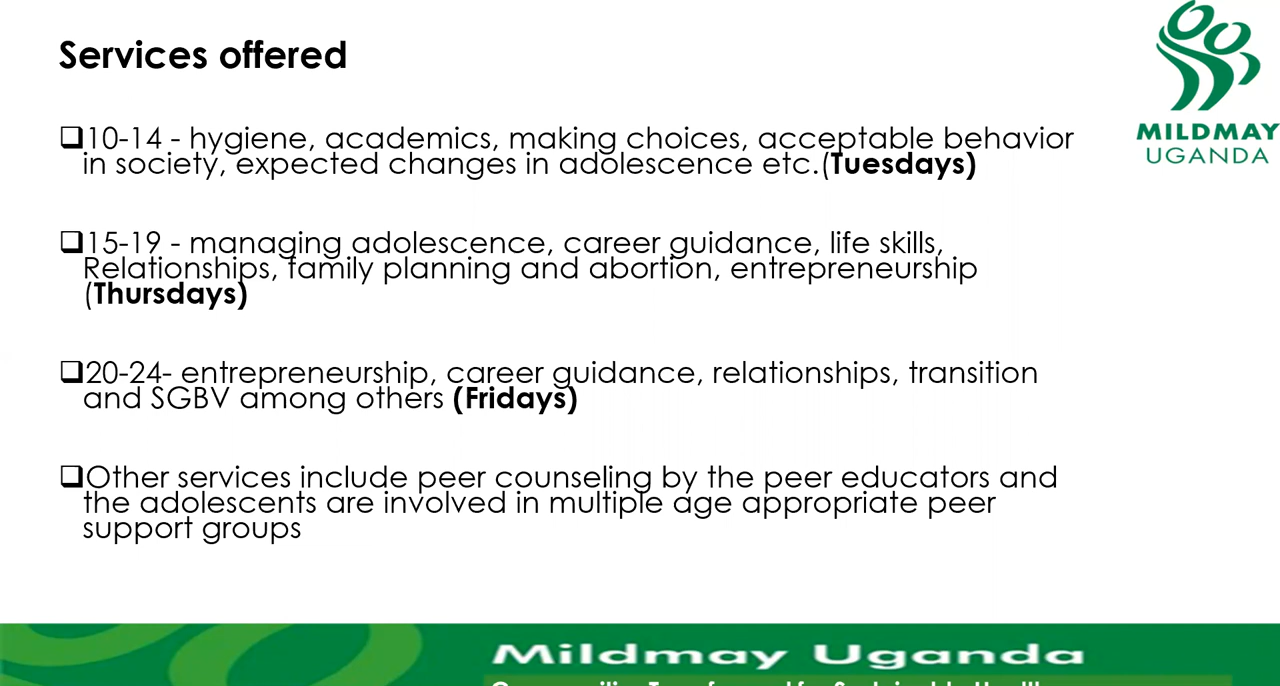 Services offered
MILDMAY
UGANDA
❑10-14 - hygiene, academics, making choices, acceptable behavior
in society, expected changes in adolescence etc.(Tuesdays)
❑15-19 - managing adolescence, career guidance, life skills,
Relationships, family planning and abortion, entrepreneurship
(Thursdays)
❑20-24- entrepreneurship, career guidance, relationships, transition
and SGBV among others (Fridays)
❑Other services include peer counseling by the peer educators and
the adolescents are involved in multiple age appropriate peer
support groups
Mildmay Uganda